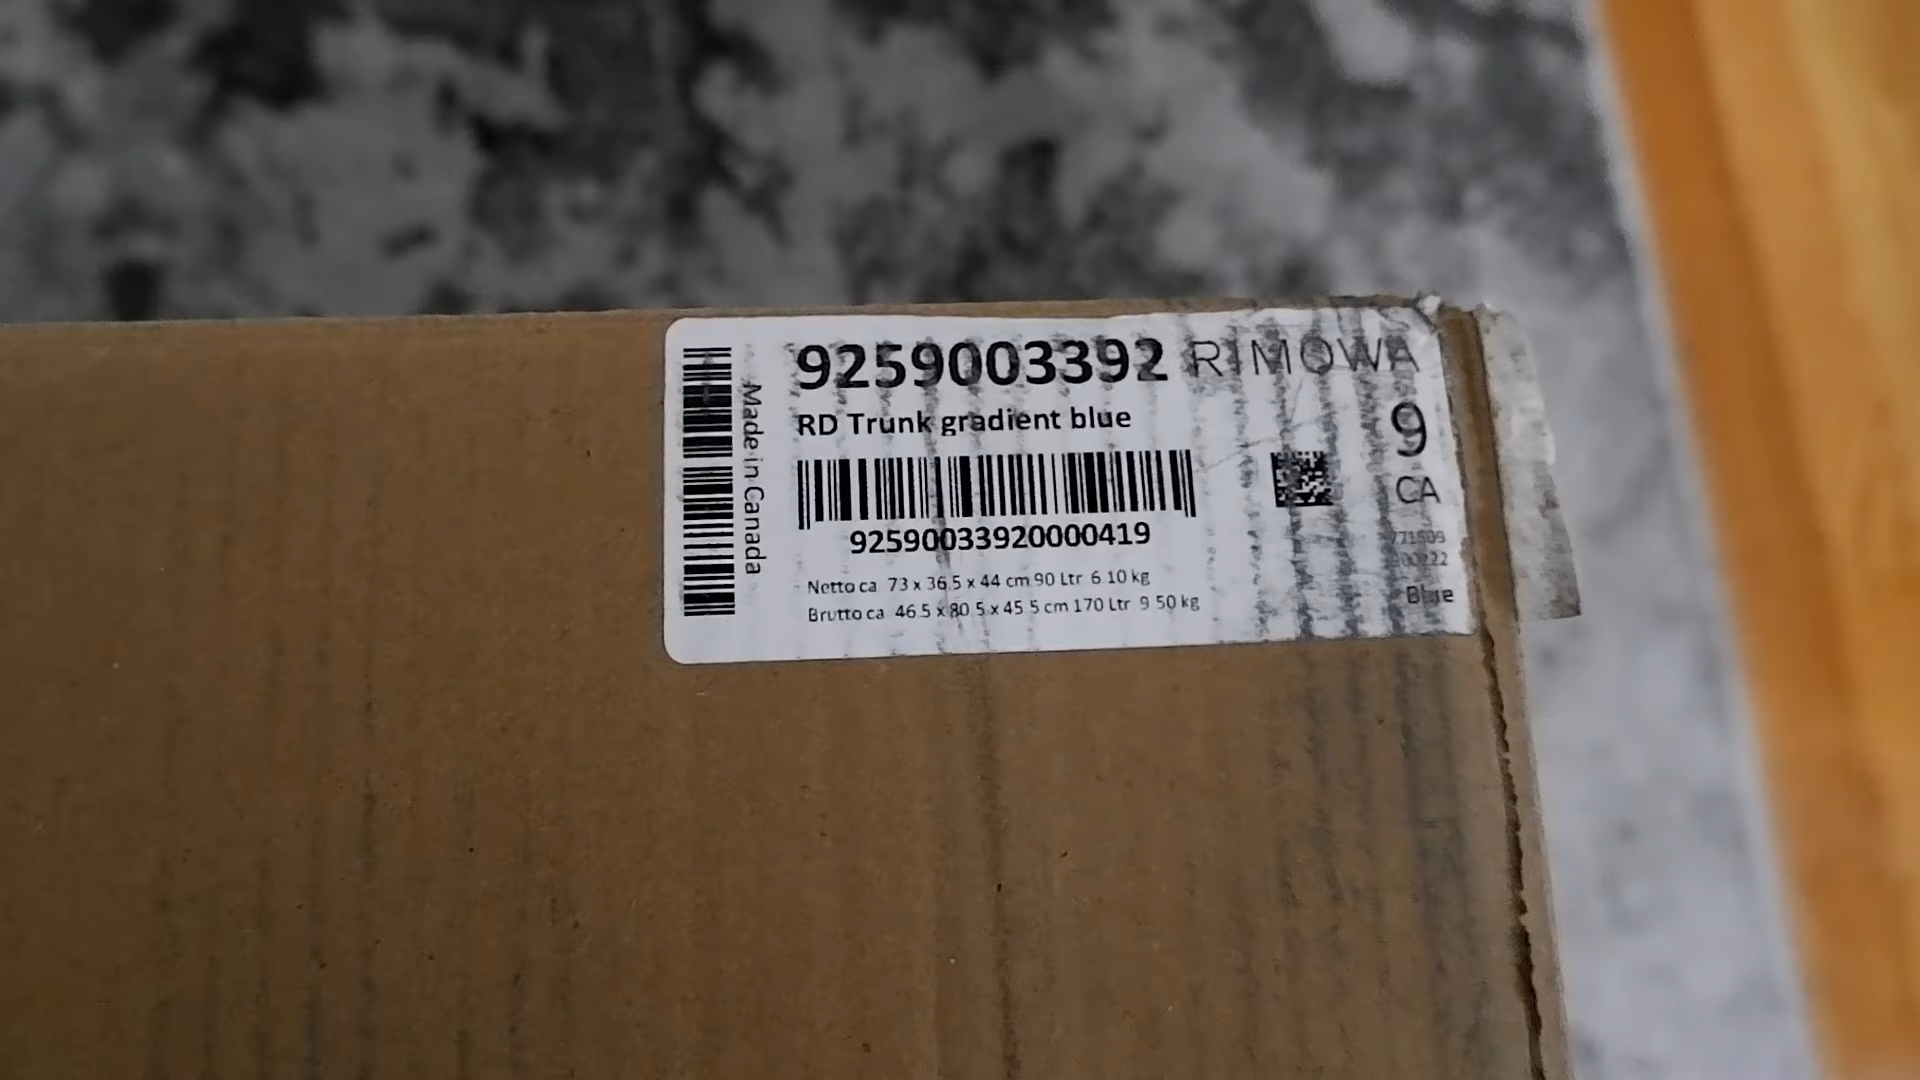 9259003392 RIMOWA
RD Trunk gradient blue
9
CA
92590033920000419
Netto ca 73 x 36.5 x 44 cm 90 Ltr 6 10 kg
Brutto ca 46.5 x 80 5 x 45 5 cm 170 Ltr 9 50 kg
Blue
Made in Canada